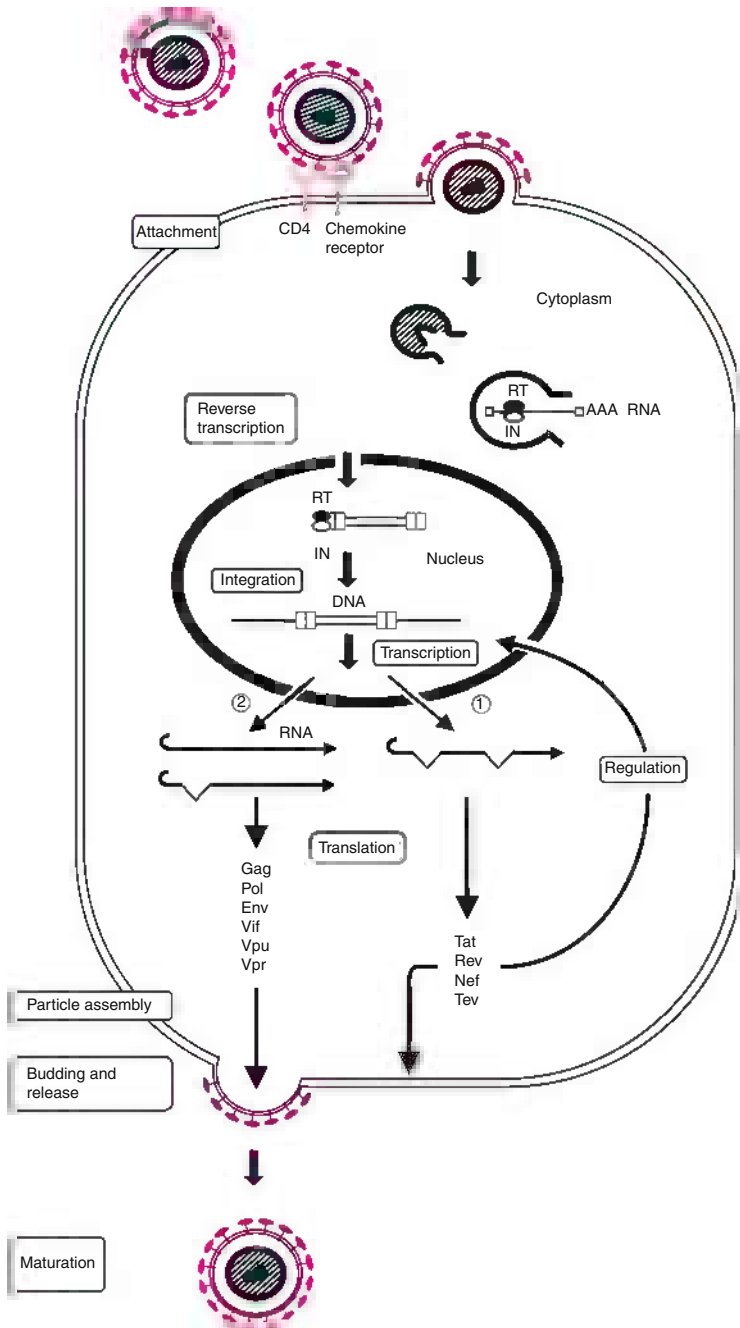 Attachment
CD4 Chemokine
receptor
Cytoplasm
RT
AAA RNA
IN
Reverse
transcription
RT
IN
Nucleus
Integration
DNA
Transcription
2
1
RNA
Regulation
Translation
Gag
Pol
Env
Vif
Vpu
Vpr
Tat
Rev
Nef
Tev
Particle assembly
Budding and
release
Maturation